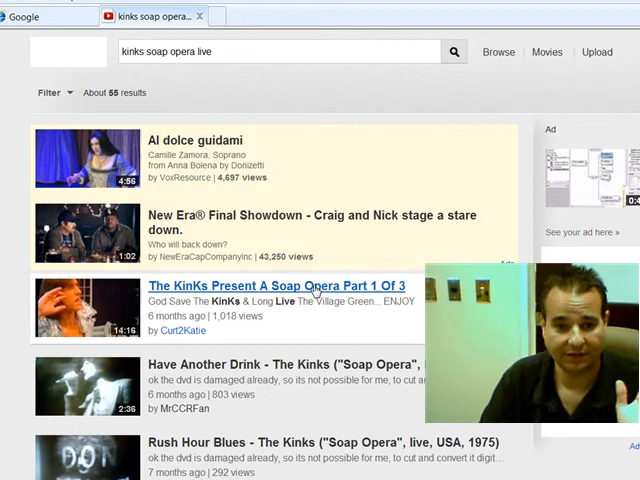 Google
kinks soap opera...
kinks soap opera live
Browse
Movies
Upload
Filter
About 55 results
Al dolce guidami
Camille Zamora, Soprano
from Anna Bolena by Donizetti
by VoxResource | 4,697 views
4:56
New Era® Final Showdown - Craig and Nick stage a stare
down.
Who will back down?
by NewEraCapCompany | 43,250 views
1:02
Ads
The KinKs Present A Soap Opera Part 1 Of 3
God Save The KinKs & Long Live The Village Green... ENJOY
6 months ago | 1,018 views
by Curt2Katie
14:16
Have Another Drink - The Kinks ("Soap Opera",
ok the dvd is damaged already, so its not possible for me, to cut
6 months ago | 803 views
by MrCCRFan
2:36
Rush Hour Blues - The Kinks ("Soap Opera", live, USA, 1975)
ok the dvd is damaged already, so its not possible for me, to cut and convert it digit...
7 months ago | 292 views
Ad
See your ad here »